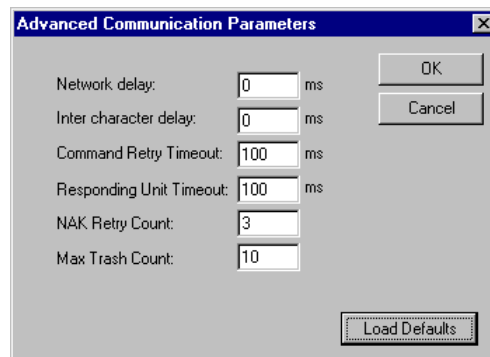 Advanced Communication Parameters
Network delay: 0 ms
OK
Inter character delay: 0 ms
Cancel
Command Retry Timeout: 100 ms
Responding Unit Timeout: 100 ms
NAK Retry Count: 3
Max Trash Count: 10
Load Defaults